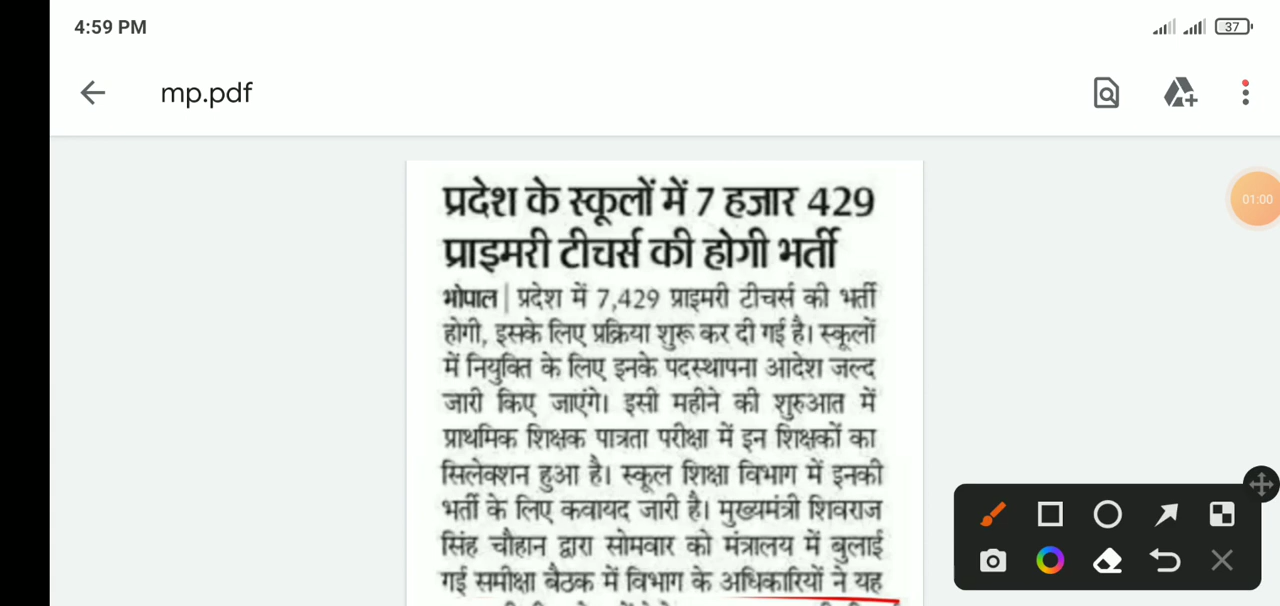 4:59 PM
37
mp.pdf
01:00
प्रदेश के स्कूलों में 7 हजार 429
प्राइमरी टीचर्स की होगी भर्ती
भोपाल | प्रदेश में 7,429 प्राइमरी टीचर्स की भर्ती
होगी, इसके लिए प्रक्रिया शुरू कर दी गई है। स्कूलों
में नियुक्ति के लिए इनके पदस्थापना आदेश जल्द
जारी किए जाएंगे। इसी महीने की शुरुआत में
प्राथमिक शिक्षक पात्रता परीक्षा में इन शिक्षकों का
सिलेक्शन हुआ है। स्कूल शिक्षा विभाग में इनकी
भर्ती के लिए कवायद जारी है। मुख्यमंत्री शिवराज
सिंह चौहान द्वारा सोमवार को मंत्रालय में बुलाई
गई समीक्षा बैठक में विभाग के अधिकारियों ने यह